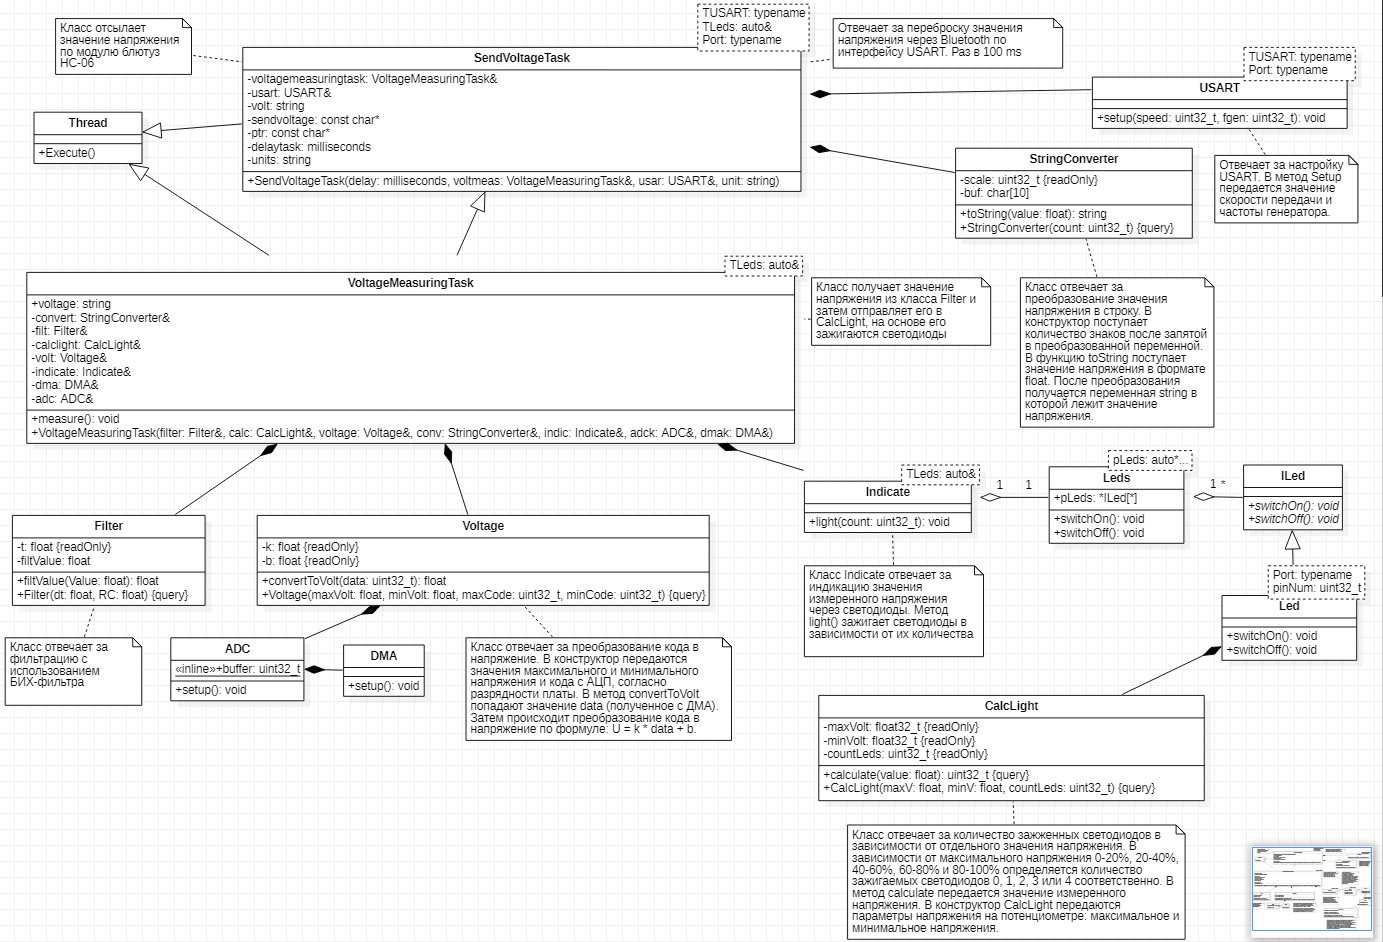 Класс отсылает
значение напряжения
по модулю блютуз
HC-06
TUSART: typename
TLeds: auto&
Port: typename
SendVoltageTask
-voltagemeasuringtask: VoltageMeasuringTask&
-usart: USART&
-volt: string
-sendvoltage: const char*
-ptr: const char*
-delaytask: milliseconds
-units: string
+SendVoltageTask(delay: milliseconds, voltmeas: VoltageMeasuringTask&, usar: USART&, unit: string)
Отвечает за переброску значения
напряжения через Bluetooth по
интерфейсу USART. Раз в 100 ms
TUSART: typename
Port: typename
USART
+setup(speed: uint32_t, fgen: uint32_t): void
Thread
+Execute()
StringConverter
-scale: uint32_t {readOnly}
-buf: char[10]
+toString(value: float): string
+StringConverter(count: uint32_t) {query}
Отвечает за настройку
USART. В метод Setup
передается значение
скорости передачи и
частоты генератора.
TLeds: auto&
VoltageMeasuringTask
+voltage: string
-convert: StringConverter&
-filt: Filter&
-calclight: CalcLight&
-volt: Voltage&
-indicate: Indicate&
-dma: DMA&
-adc: ADC&
+measure(): void
+VoltageMeasuringTask(filter: Filter&, calc: CalcLight&, voltage: Voltage&, conv: StringConverter&, indic: Indicate&, adck: ADC&, dmak: DMA&)
Класс получает значение
напряжения из класса Filter и
затем отправляет его в
CalcLight, на основе его
зажигаются светодиоды
Класс отвечает за
преобразование значения
напряжения в строку. В
конструктор поступает
количество знаков после запятой
в преобразованной переменной.
В функцию toString поступает
значение напряжения в формате
float. После преобразования
получается переменная string в
которой лежит значение
напряжения.
TLeds: auto&
Indicate
+light(count: uint32_t): void
1
1
pLeds: auto*...
Leds
+pLeds: *ILed[*]
+switchOn(): void
+switchOff(): void
1
*
ILed
+switchOn(): void
+switchOff(): void
Filter
-t: float {readOnly}
-filtValue: float
+filtValue(Value: float): float
+Filter(dt: float, RC: float) {query}
Voltage
-k: float {readOnly}
-b: float {readOnly}
+convertToVolt(data: uint32_t): float
+Voltage(maxVolt: float, minVolt: float, maxCode: uint32_t, minCode: uint32_t) {query}
Класс Indicate отвечает за
индикацию значения
измеренного напряжения
через светодиоды. Метод
light() зажигает светодиоды в
зависимости от их количества
Port: typename
pinNum: uint32_t
Led
+switchOn(): void
+switchOff(): void
Класс отвечает за
фильтрацию с
использованием
БИХ-фильтра
ADC
«inline»+buffer: uint32_t
+setup(): void
DMA
+setup(): void
Класс отвечает за преобразование кода в
напряжение. В конструктор передаются
значения максимального и минимального
напряжения и кода с АЦП, согласно
разрядности платы. В метод convertToVolt
попадают значение data (полученное с ДМА).
Затем происходит преобразование кода в
напряжение по формуле: U = k * data + b.
CalcLight
-maxVolt: float32_t {readOnly}
-minVolt: float32_t {readOnly}
-countLeds: uint32_t {readOnly}
+calculate(value: float): uint32_t {query}
+CalcLight(maxV: float, minV: float, countLeds: uint32_t) {query}
Класс отвечает за количество зажженных светодиодов в
зависимости от отдельного значения напряжения. В
зависимости от максимального напряжения 0-20%, 20-40%,
40-60%, 60-80% и 80-100% определяется количество
зажигаемых светодиодов 0, 1, 2, 3 или 4 соответственно. В
метод calculate передается значение измеренного
напряжения. В конструктор CalcLight передаются
параметры напряжения на потенциометре: максимальное и
минимальное напряжения.